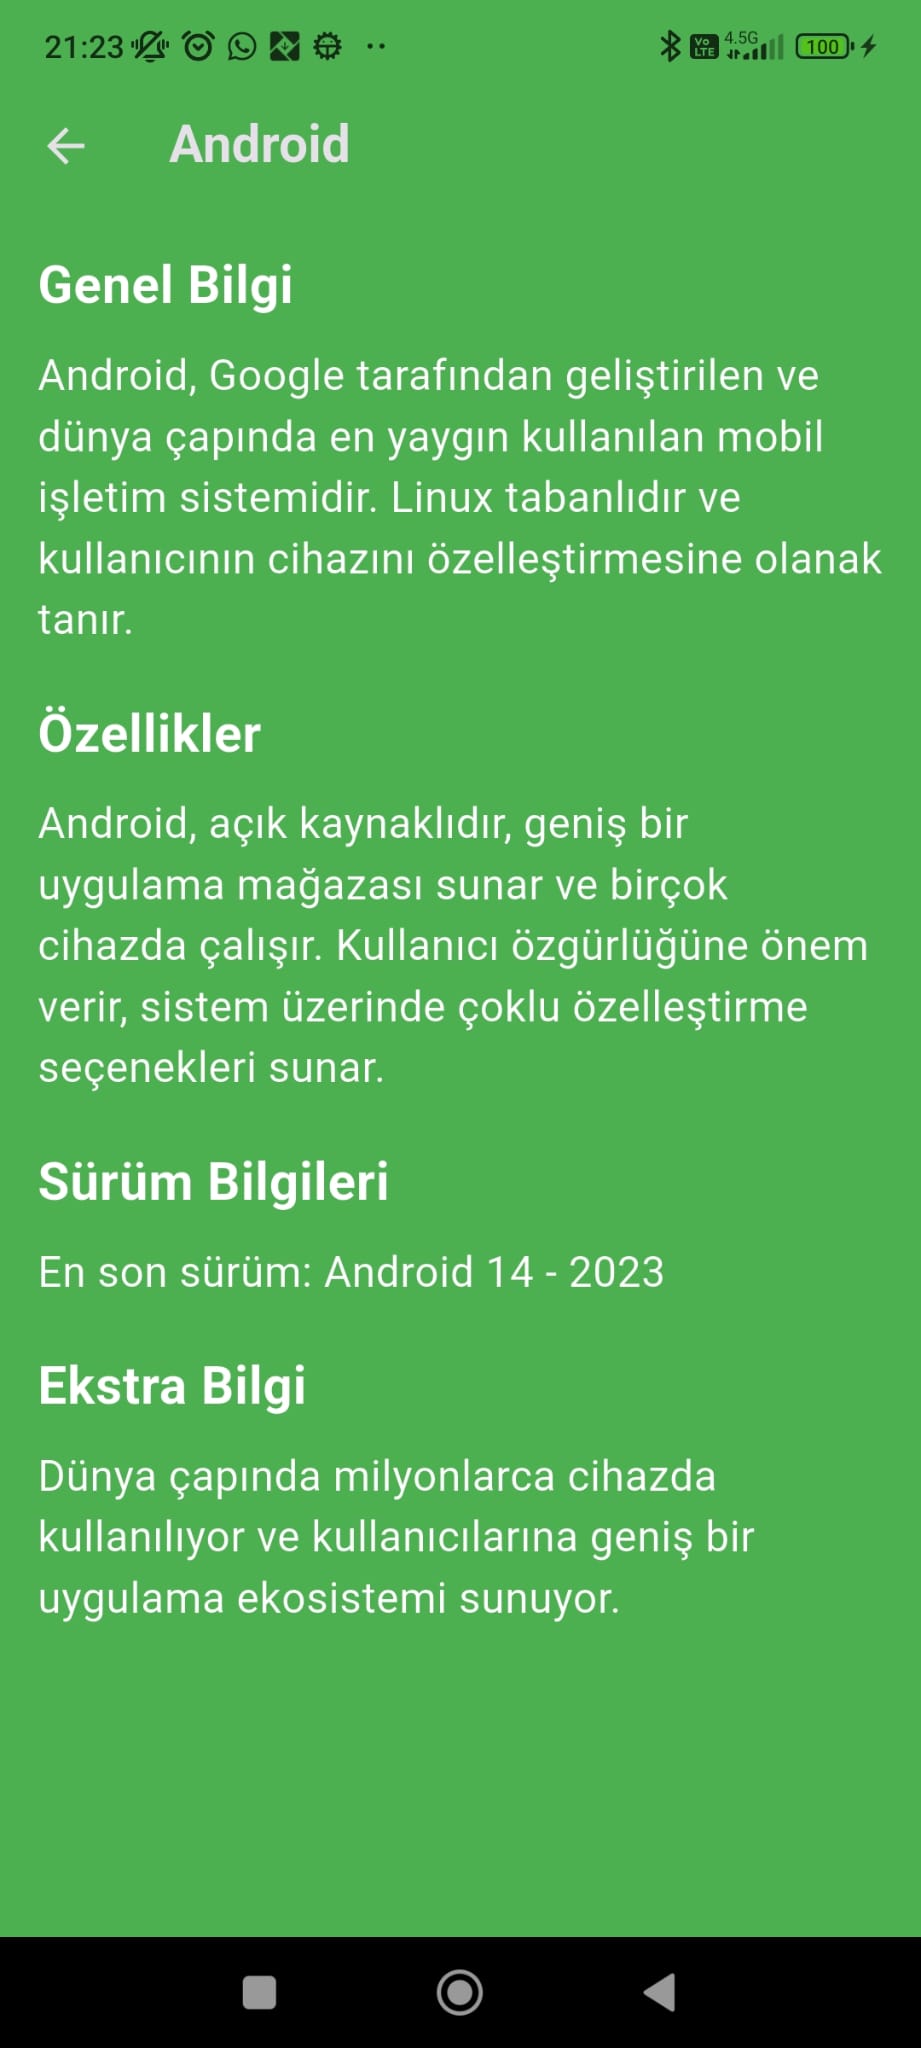 21:23
Vo LTE 4.5G 100
Android
Genel Bilgi
Android, Google tarafından geliştirilen ve
dünya çapında en yaygın kullanılan mobil
işletim sistemidir. Linux tabanlıdır ve
kullanıcının cihazını özelleştirmesine olanak
tanır.
Özellikler
Android, açık kaynaklıdır, geniş bir
uygulama mağazası sunar ve birçok
cihazda çalışır. Kullanıcı özgürlüğüne önem
verir, sistem üzerinde çoklu özelleştirme
seçenekleri sunar.
Sürüm Bilgileri
En son sürüm: Android 14 - 2023
Ekstra Bilgi
Dünya çapında milyonlarca cihazda
kullanılıyor ve kullanıcılarına geniş bir
uygulama ekosistemi sunuyor.